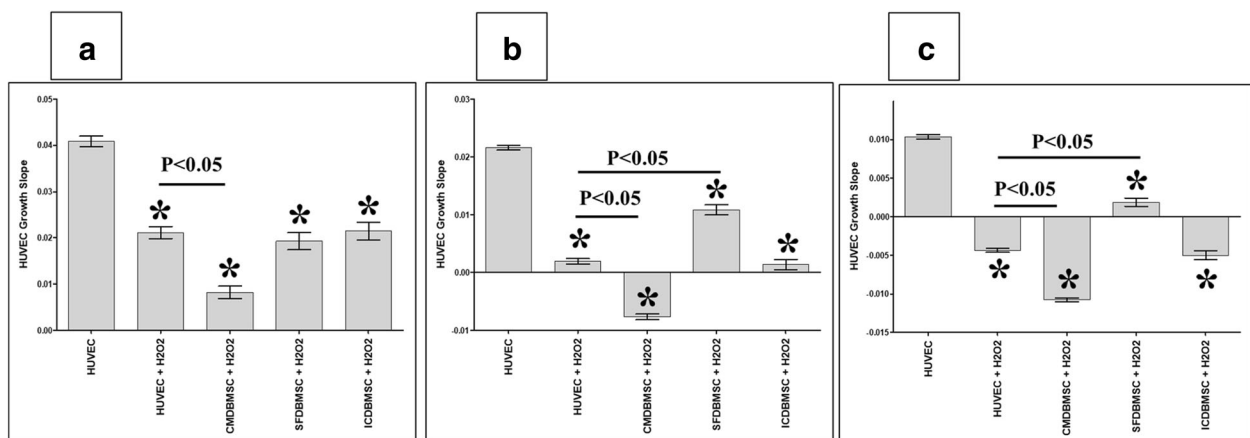 a
HUVEC Growth Slope
0.05
0.04
0.03
0.02
0.01
0.00
P<0.05
*
*
*
*
HUVEC
HUVEC + H2O2
CMDBMSC + H2O2
SFDBMSC + H2O2
ICDBMSC + H2O2
b
HUVEC Growth Slope
0.03
0.02
0.01
0.00
-0.01
P<0.05
P<0.05
*
*
*
*
HUVEC
HUVEC + H2O2
CMDBMSC + H2O2
SFDBMSC + H2O2
ICDBMSC + H2O2
c
HUVEC Growth Slope
0.010
0.005
0.000
-0.005
-0.010
-0.015
P<0.05
P<0.05
*
*
*
*
HUVEC
HUVEC + H2O2
CMDBMSC + H2O2
SFDBMSC + H2O2
ICDBMSC + H2O2